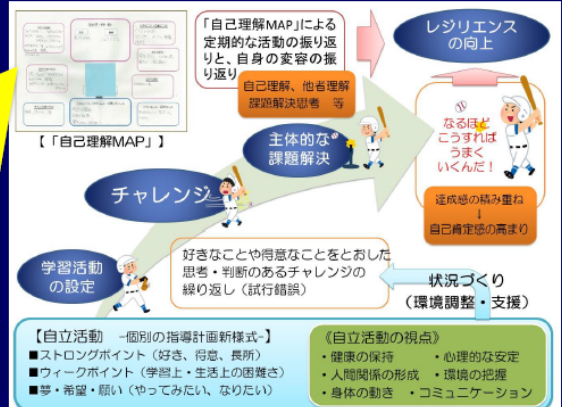 「自己理解MAP」による
定期的な活動の振り返
りと、自身の変容の振
り返り
レジリエンス
の向上
自己理解、他者理解
課題解決思考 等
【「自己理解MAP」】
主体的な
課題解決
なるほど
こうすれば
うまく
いくんだ！
チャレンジ
達成感の積み重ね
↓
自己肯定感の高まり
学習活動
の設定
好きなことや得意なことをとおした
思考・判断のあるチャレンジの
繰り返し（試行錯誤）
状況づくり
（環境調整・支援）
【自立活動 -個別の指導計画新様式-】
■ストロングポイント（好き、得意、長所）
■ウィークポイント（学習上・生活上の困難さ）
■夢・希望・願い（やってみたい、なりたい）
《自立活動の視点》
・健康の保持 ・心理的な安定
・人間関係の形成 ・環境の把握
・身体の動き ・コミュニケーション